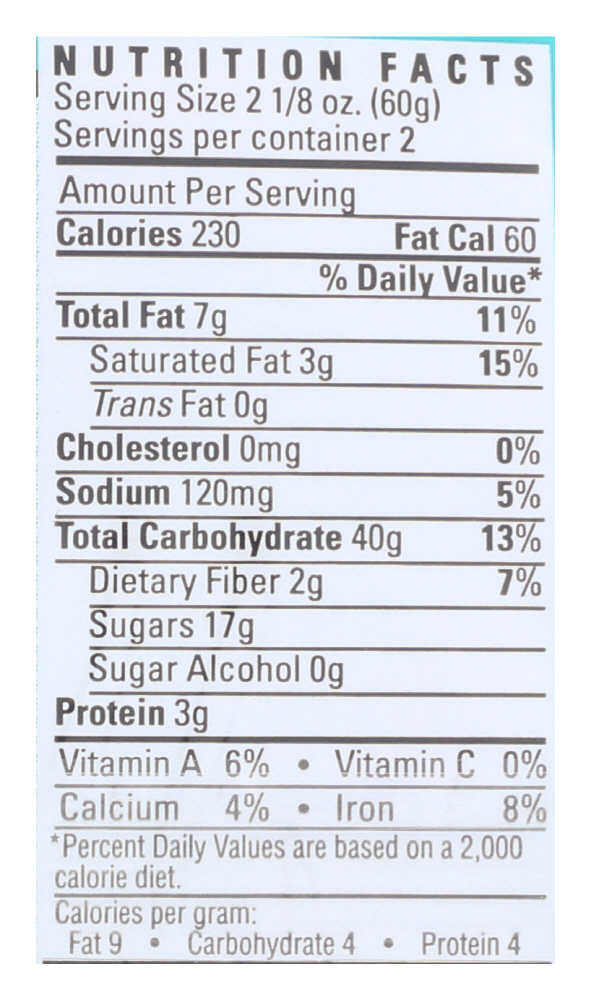 NUTRITION FACTS
Serving Size 2 1/8 oz. (60g)
Servings per container 2
Amount Per Serving
Calories 230 Fat Cal 60
% Daily Value*
Total Fat 7g 11%
Saturated Fat 3g 15%
Trans Fat 0g
Cholesterol 0mg 0%
Sodium 120mg 5%
Total Carbohydrate 40g 13%
Dietary Fiber 2g 7%
Sugars 17g
Sugar Alcohol 0g
Protein 3g
Vitamin A 6% • Vitamin C 0%
Calcium 4% • Iron 8%
*Percent Daily Values are based on a 2,000
calorie diet.
Calories per gram:
Fat 9 • Carbohydrate 4 • Protein 4